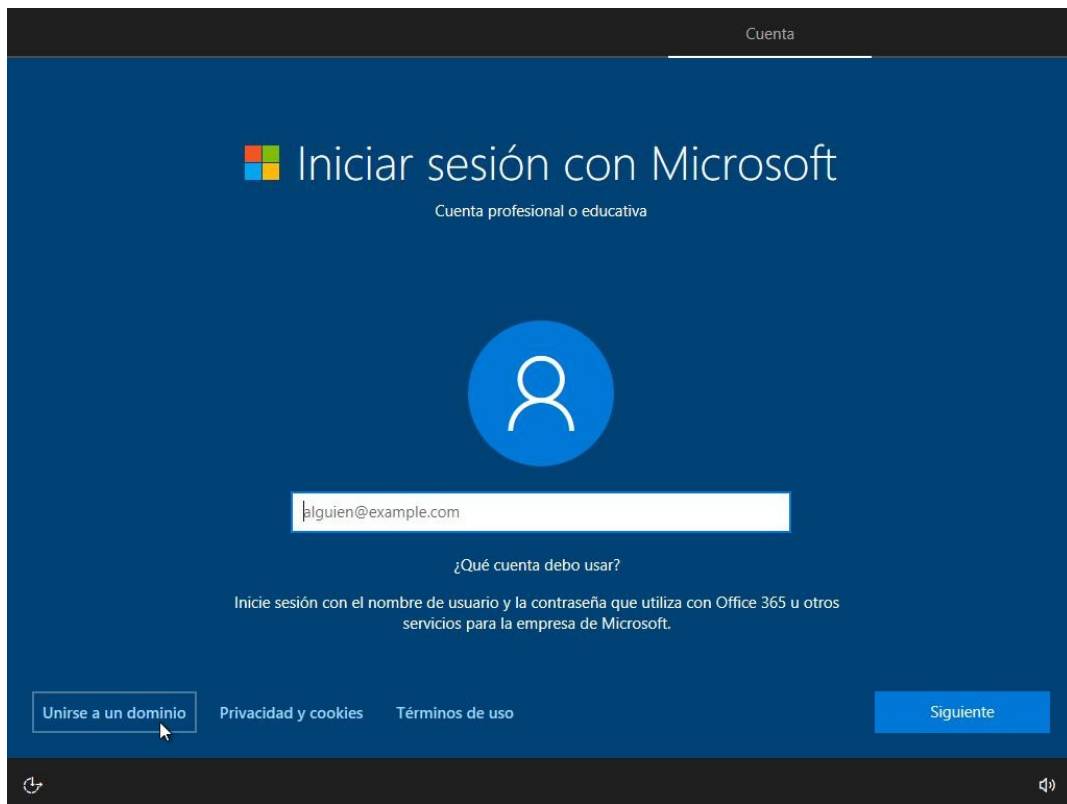 Cuenta
Iniciar sesión con Microsoft
Cuenta profesional o educativa
alguien@example.com
¿Qué cuenta debo usar?
Inicie sesión con el nombre de usuario y la contraseña que utiliza con Office 365 u otros
servicios para la empresa de Microsoft.
Unirse a un dominio Privacidad y cookies Términos de uso Siguiente